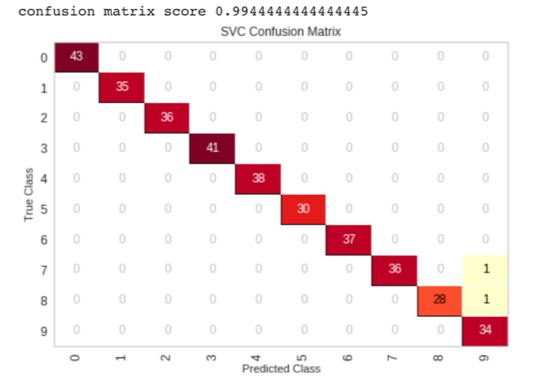 confusion matrix score 0.9944444444444445
SVC Confusion Matrix
True Class
0 43 0 0 0 0 0 0 0 0 0
1 0 35 0 0 0 0 0 0 0 0
2 0 0 36 0 0 0 0 0 0 0
3 0 0 0 41 0 0 0 0 0 0
4 0 0 0 0 38 0 0 0 0 0
5 0 0 0 0 0 30 0 0 0 0
6 0 0 0 0 0 0 37 0 0 0
7 0 0 0 0 0 0 0 36 0 1
8 0 0 0 0 0 0 0 0 28 1
9 0 0 0 0 0 0 0 0 0 34
0 1 2 3 4 5 6 7 8 9
Predicted Class